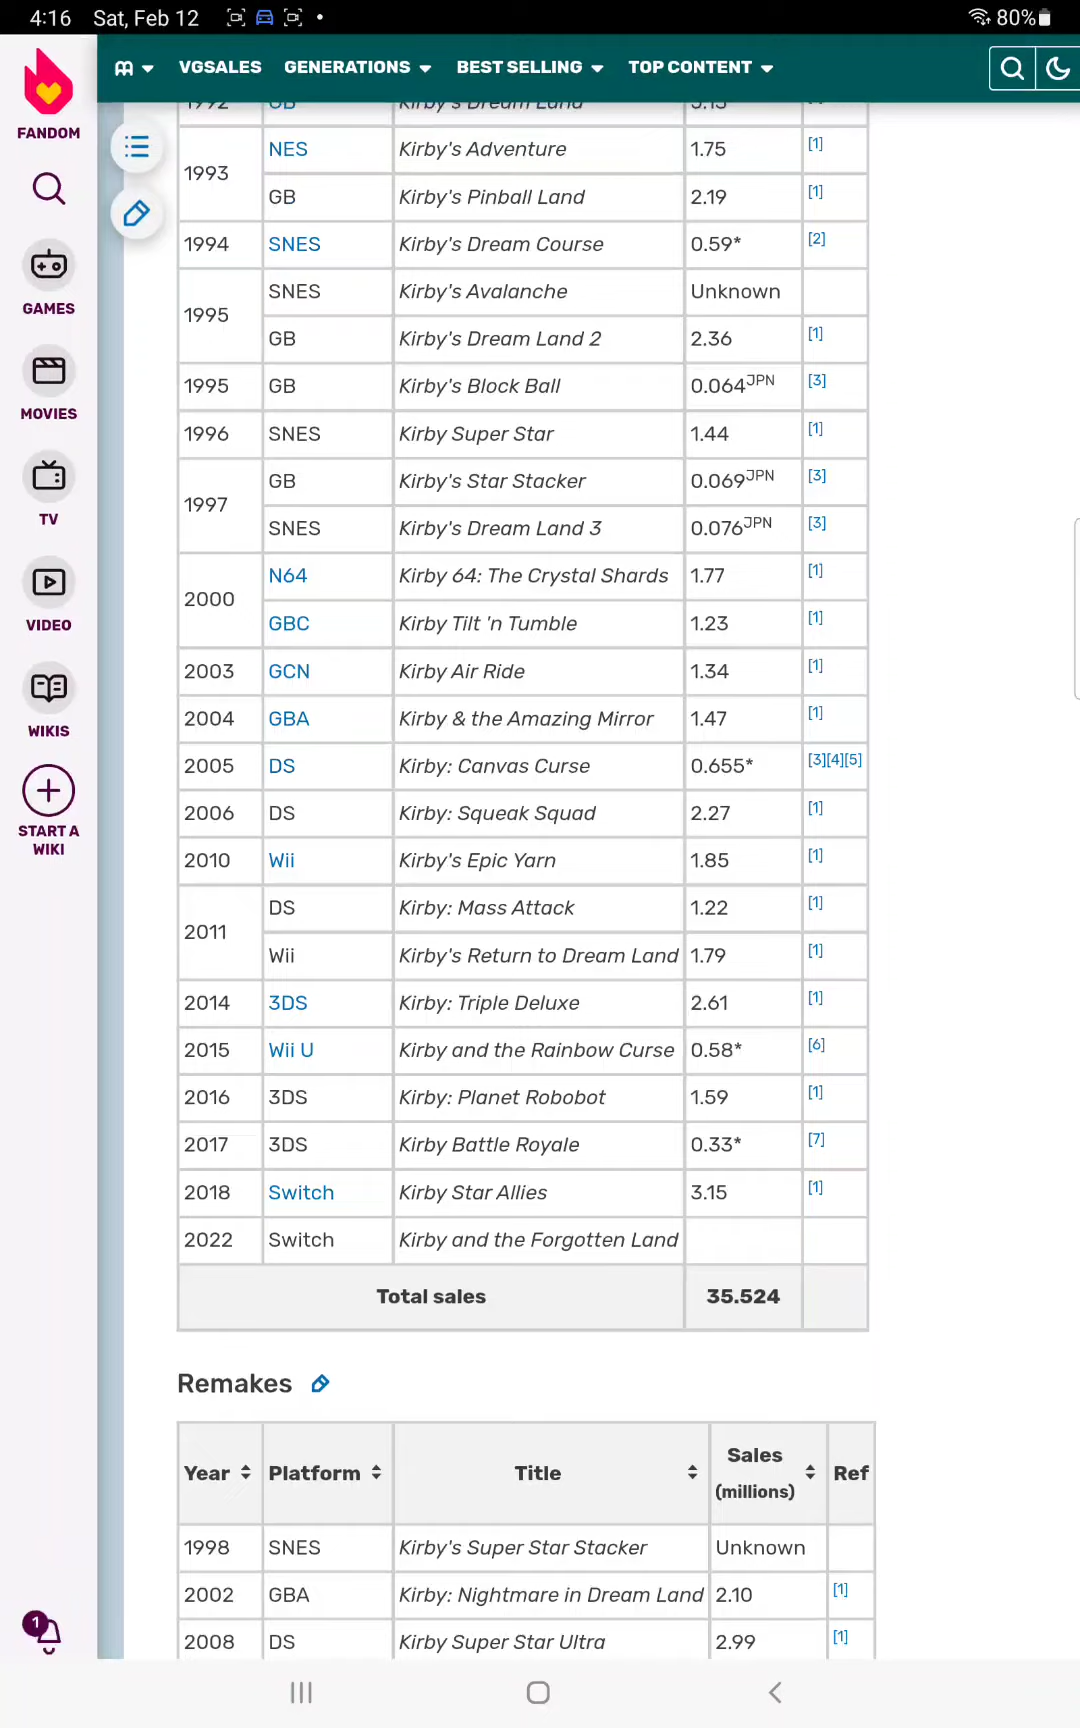 4:16 Sat, Feb 12 80%
VGSALES GENERATIONS BEST SELLING TOP CONTENT
FANDOM
GAMES
MOVIES
TV
VIDEO
WIKIS
START A
WIKI
1
1992 GB Kirby's Dream Land 5.13
1993 NES Kirby's Adventure 1.75 [1]
GB Kirby's Pinball Land 2.19 [1]
1994 SNES Kirby's Dream Course 0.59* [2]
1995 SNES Kirby's Avalanche Unknown
GB Kirby's Dream Land 2 2.36 [1]
1995 GB Kirby's Block Ball 0.064JPN [3]
1996 SNES Kirby Super Star 1.44 [1]
1997 GB Kirby's Star Stacker 0.069JPN [3]
SNES Kirby's Dream Land 3 0.076JPN [3]
2000 N64 Kirby 64: The Crystal Shards 1.77 [1]
GBC Kirby Tilt 'n Tumble 1.23 [1]
2003 GCN Kirby Air Ride 1.34 [1]
2004 GBA Kirby & the Amazing Mirror 1.47 [1]
2005 DS Kirby: Canvas Curse 0.655* [3][4][5]
2006 DS Kirby: Squeak Squad 2.27 [1]
2010 Wii Kirby's Epic Yarn 1.85 [1]
2011 DS Kirby: Mass Attack 1.22 [1]
Wii Kirby's Return to Dream Land 1.79 [1]
2014 3DS Kirby: Triple Deluxe 2.61 [1]
2015 Wii U Kirby and the Rainbow Curse 0.58* [6]
2016 3DS Kirby: Planet Robobot 1.59 [1]
2017 3DS Kirby Battle Royale 0.33* [7]
2018 Switch Kirby Star Allies 3.15 [1]
2022 Switch Kirby and the Forgotten Land
Total sales 35.524
Remakes
Year Platform Title Sales (millions) Ref
1998 SNES Kirby's Super Star Stacker Unknown
2002 GBA Kirby: Nightmare in Dream Land 2.10 [1]
2008 DS Kirby Super Star Ultra 2.99 [1]